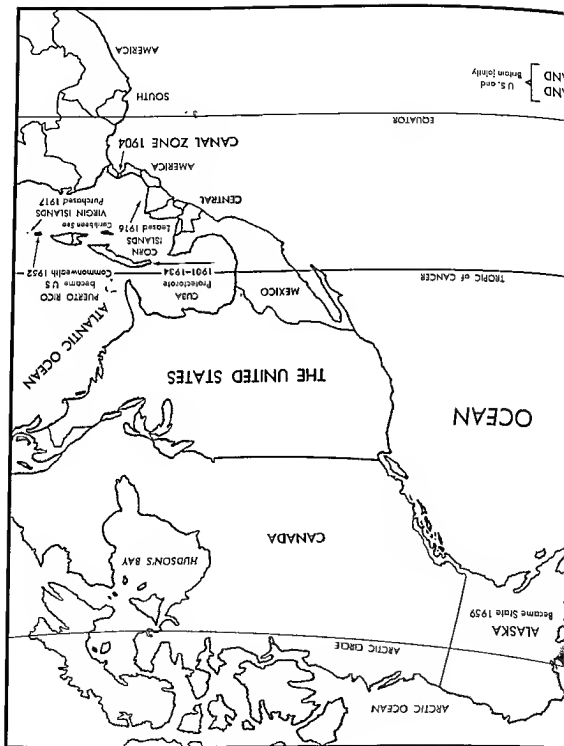 ARCTIC OCEAN
ARCTIC CIRCLE
ALASKA
Became State 1959
HUDSON'S BAY
CANADA
OCEAN
THE UNITED STATES
ATLANTIC OCEAN
MEXICO
CUBA
Protectorate
1901-1934
PUERTO RICO
became U.S
Commonwealth 1952
TROPIC of CANCER
CORN
ISLANDS
Leased 1916
Caribbean Sea
VIRGIN ISLANDS
Purchased 1917
CENTRAL
AMERICA
CANAL ZONE 1904
EQUATOR
SOUTH
AMERICA
AND
AND
U.S. and
Britain jointly